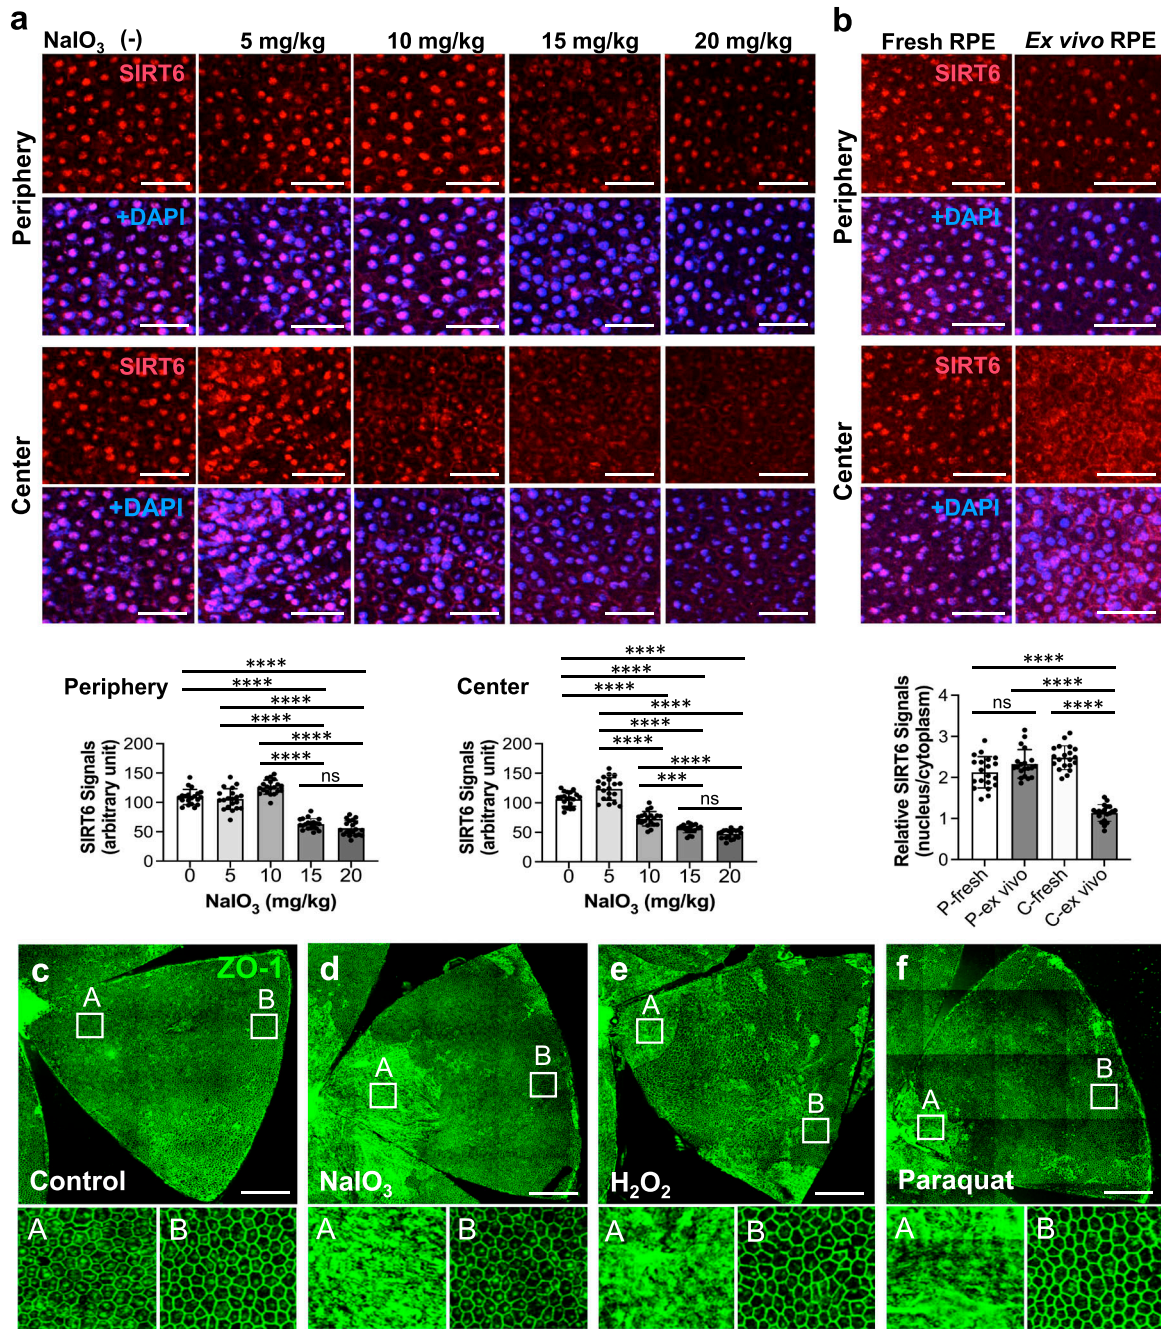 a
b
NaIO₃ (-)
5 mg/kg
10 mg/kg
15 mg/kg
20 mg/kg
Fresh RPE
Ex vivo RPE
Periphery
SIRT6
+DAPI
Center
SIRT6
+DAPI
Periphery
SIRT6
+DAPI
Center
SIRT6
+DAPI
Periphery
****
****
****
****
****
****
ns
SIRT6 Signals
(arbitrary unit)
200
150
100
50
0
0 5 10 15 20
NaIO₃ (mg/kg)
Center
****
****
****
****
****
****
****
***
ns
SIRT6 Signals
(arbitrary unit)
200
150
100
50
0
0 5 10 15 20
NaIO₃ (mg/kg)
****
****
ns
****
Relative SIRT6 Signals
(nucleus/cytoplasm)
4
3
2
1
0
P-fresh
P-ex vivo
C-fresh
C-ex vivo
c
ZO-1
A
B
Control
A
B
d
A
B
NaIO₃
A
B
e
A
B
H₂O₂
A
B
f
A
B
Paraquat
A
B